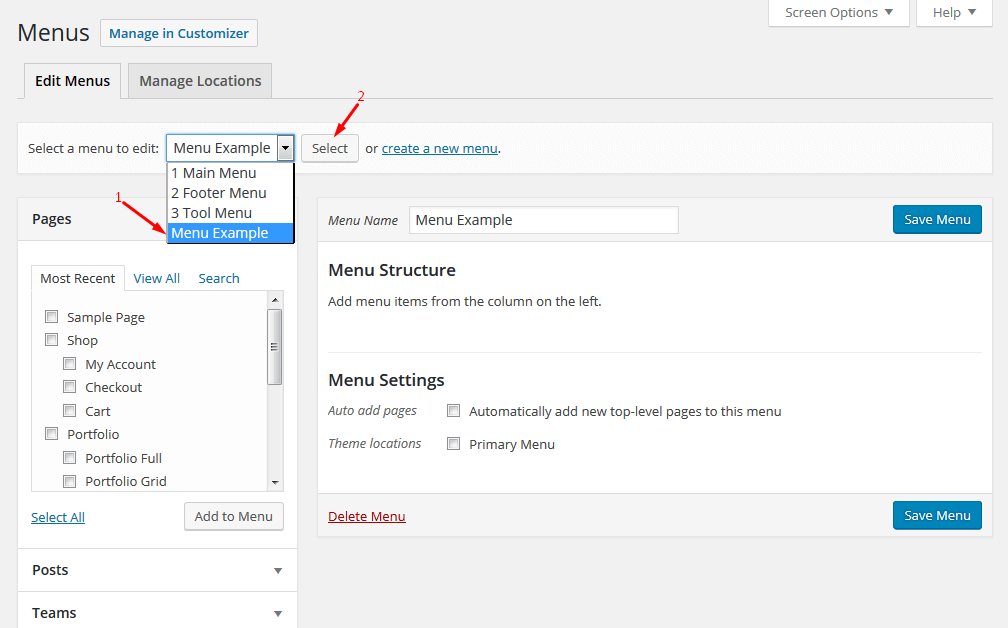 Screen Options Help
Menus Manage in Customizer
Edit Menus Manage Locations
2
Select a menu to edit: Menu Example Select or create a new menu.
1 Main Menu
2 Footer Menu
3 Tool Menu
Menu Example
1
Pages
Most Recent View All Search
Sample Page
Shop
My Account
Checkout
Cart
Portfolio
Portfolio Full
Portfolio Grid
Select All Add to Menu
Posts
Teams
Menu Name Menu Example Save Menu
Menu Structure
Add menu items from the column on the left.
Menu Settings
Auto add pages Automatically add new top-level pages to this menu
Theme locations Primary Menu
Delete Menu Save Menu